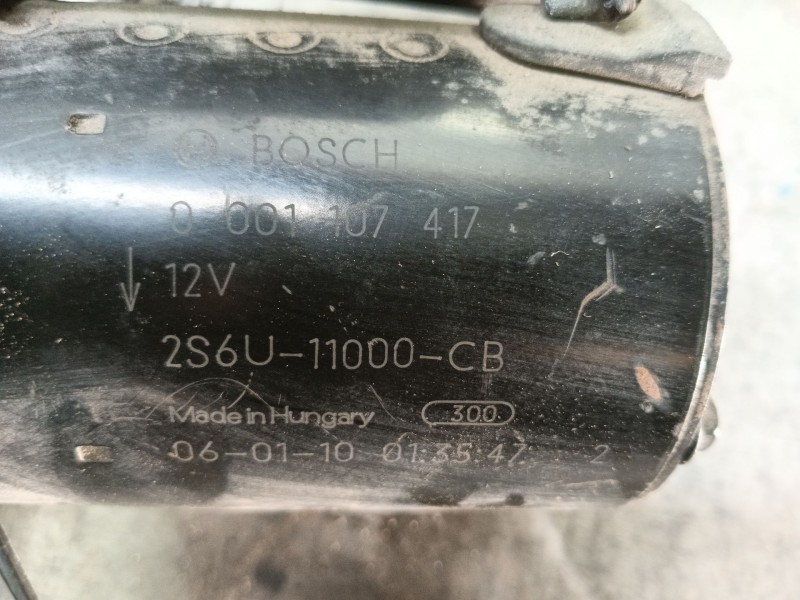 BOSCH
0 001 107 417
12V
2S6U-11000-CB
Made in Hungary 300
06-01-10 01:35:47 2